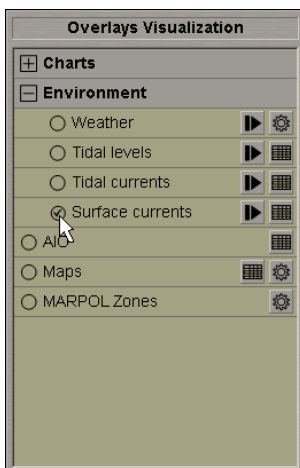 Overlays Visualization
Charts
Environment
Weather
Tidal levels
Tidal currents
Surface currents
AIO
Maps
MARPOL Zones